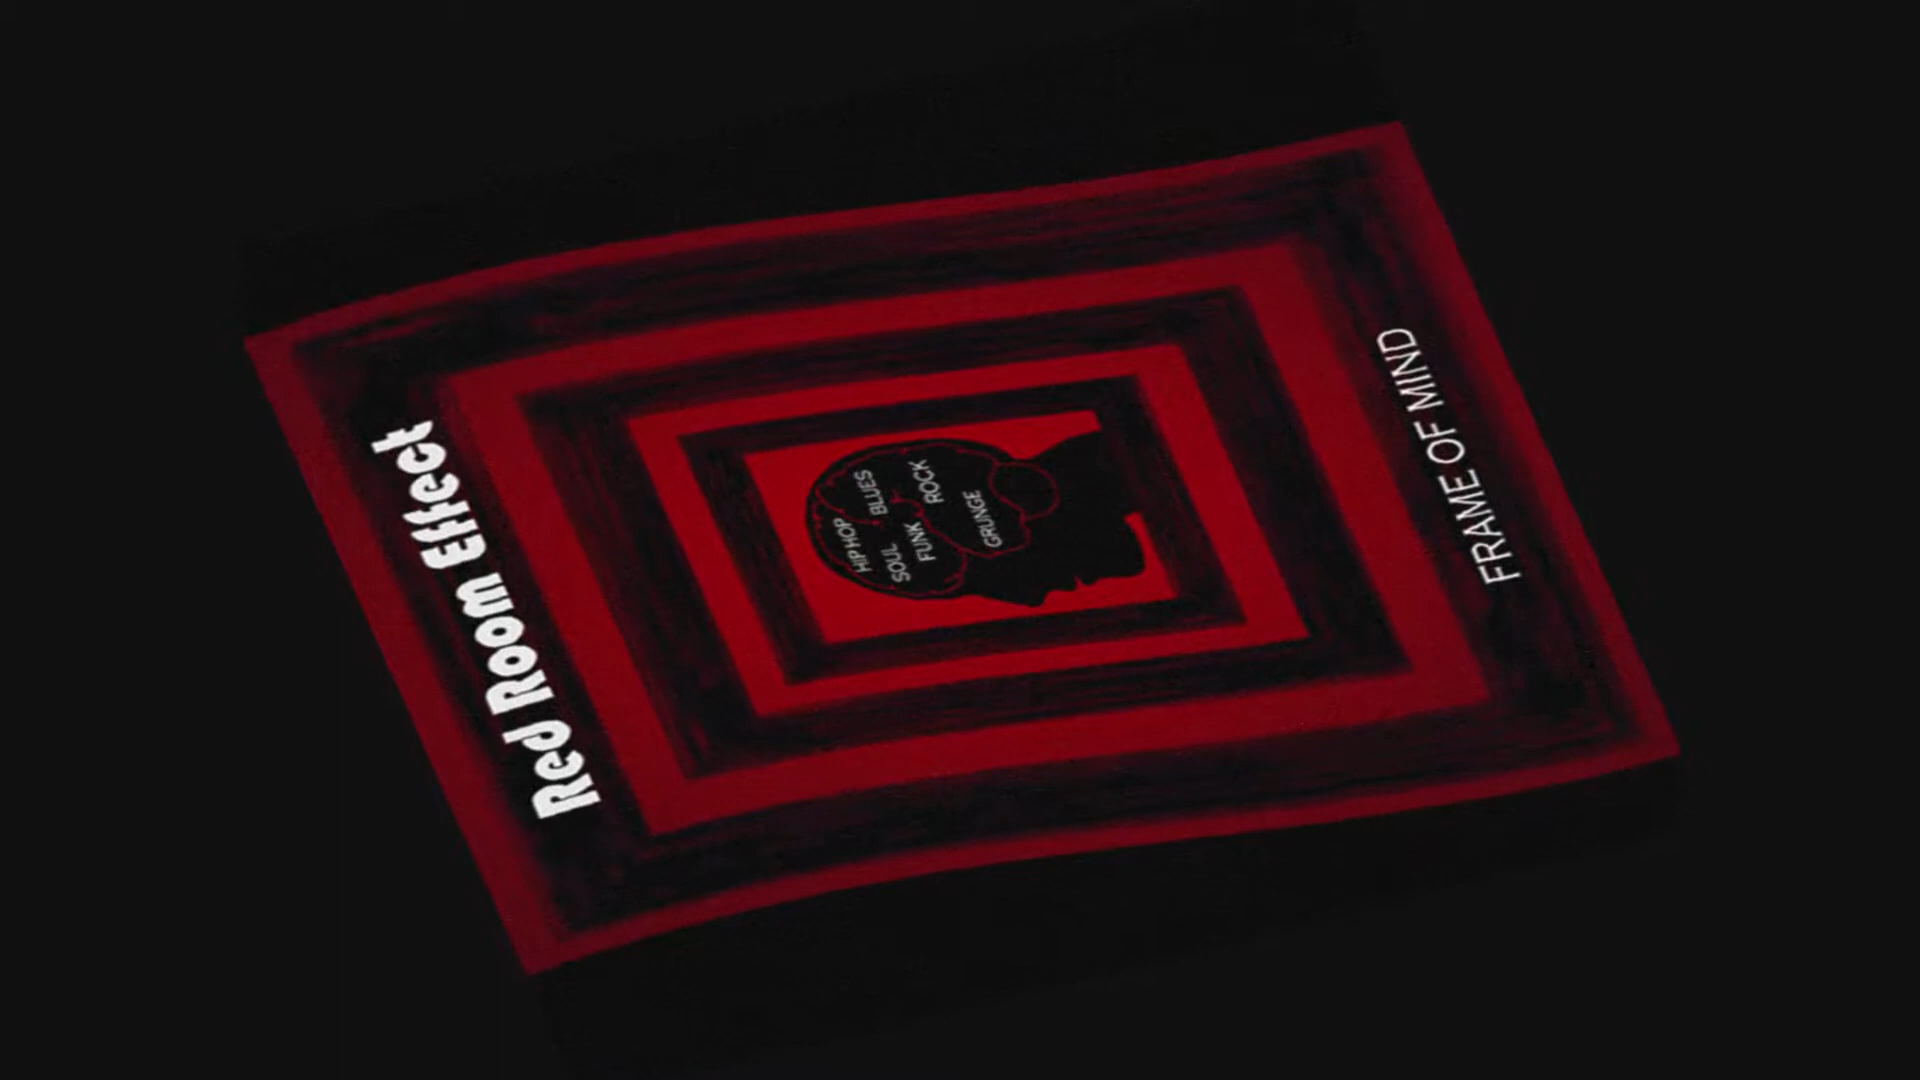 Red Room Effect
HIP HOP
BLUES
SOUL
FUNK
ROCK
GRUNGE
FRAME OF MIND